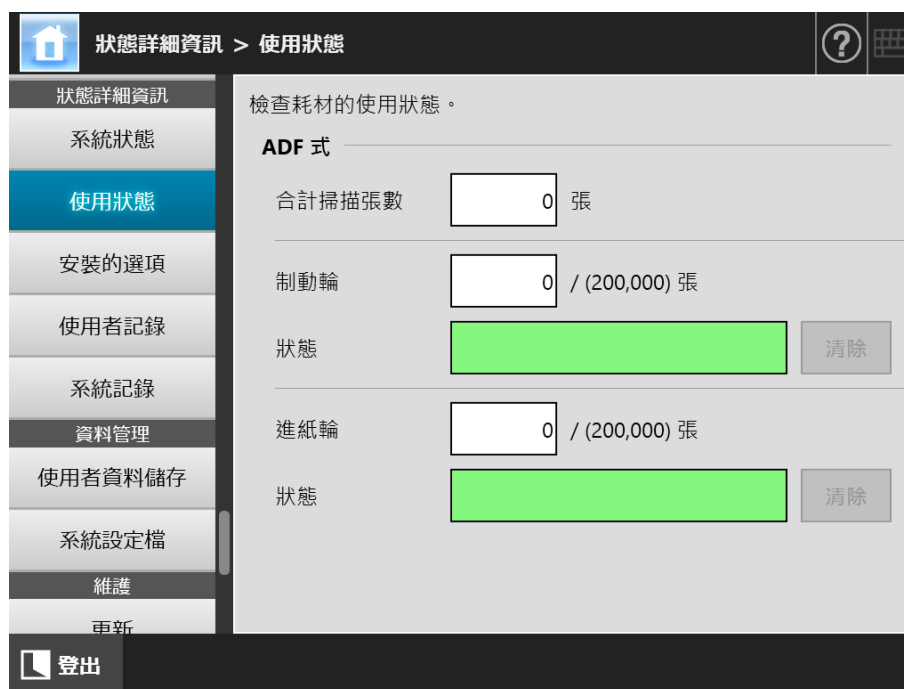 狀態詳細資訊 > 使用狀態
?
狀態詳細資訊
系統狀態
使用狀態
安裝的選項
使用者記錄
系統記錄
資料管理
使用者資料儲存
系統設定檔
維護
更新
檢查耗材的使用狀態。
ADF 式
合計掃描張數 0 張
制動輪 0 / (200,000) 張
狀態 清除
進紙輪 0 / (200,000) 張
狀態 清除
登出